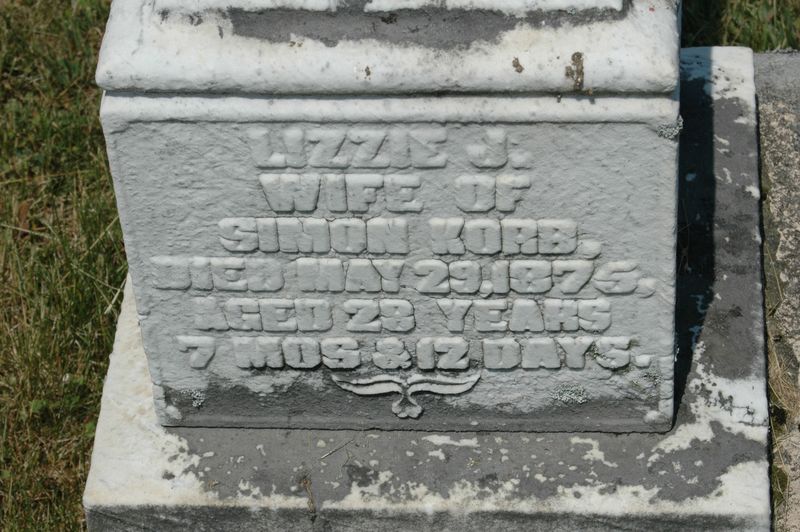 LIZZIE J.
WIFE OF
SIMON KORB,
DIED MAY 29, 1875,
AGED 28 YEARS
7 MOS & 12 DAYS.